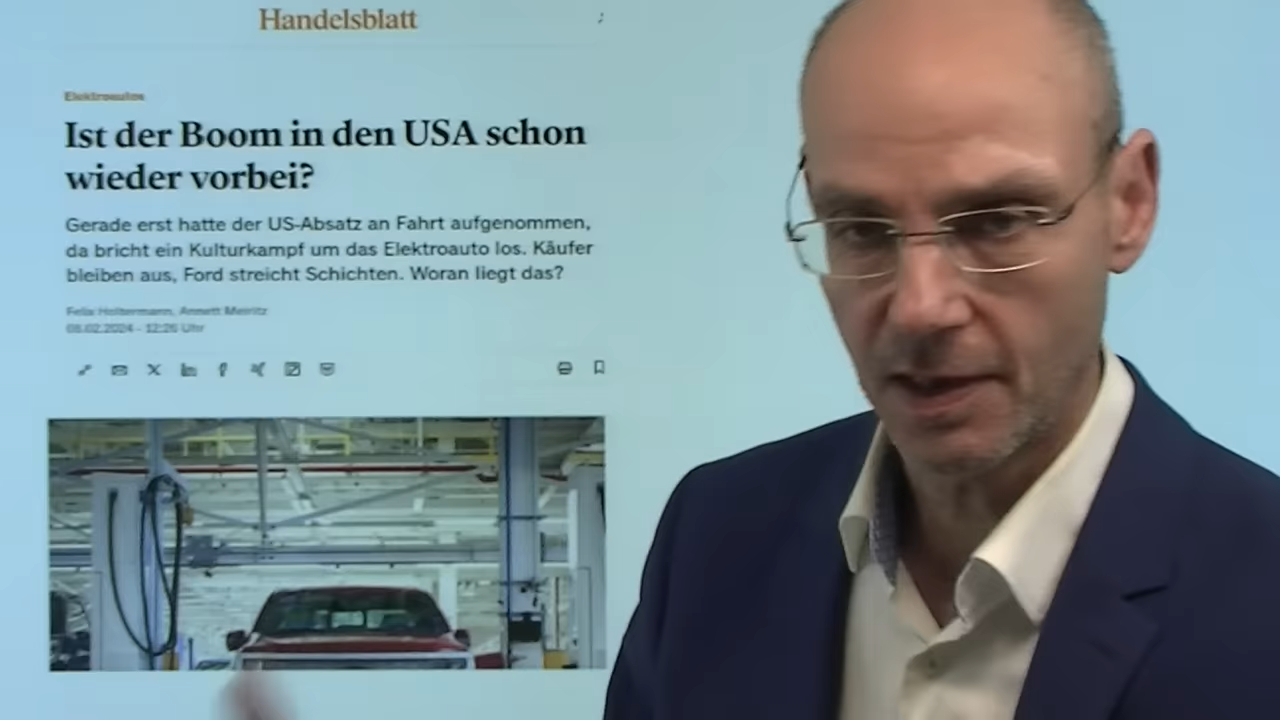 Handelsblatt
Elektroautos
Ist der Boom in den USA schon
wieder vorbei?
Gerade erst hatte der US-Absatz an Fahrt aufgenommen,
da bricht ein Kulturkampf um das Elektroauto los. Käufer
bleiben aus, Ford streicht Schichten. Woran liegt das?
Felix Holtermann, Annett Meiritz
08.02.2024 - 12:26 Uhr